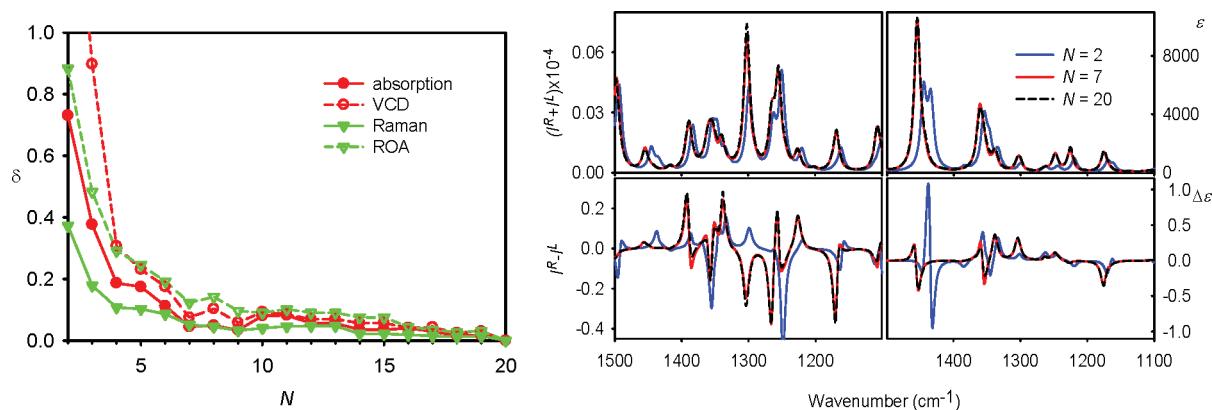 1.0
0.8
0.6
0.4
0.2
0.0
δ
5
10
15
20
N
absorption
VCD
Raman
ROA
(I^R+I^L)x10^-4
0.06
0.03
0.00
I^R-I^L
0.2
0.0
-0.2
-0.4
1500
1400
1300
1200
N = 2
N = 7
N = 20
ε
8000
4000
0
1.0
Δε
0.5
0.0
-0.5
-1.0
1400
1300
1200
1100
Wavenumber (cm^-1)